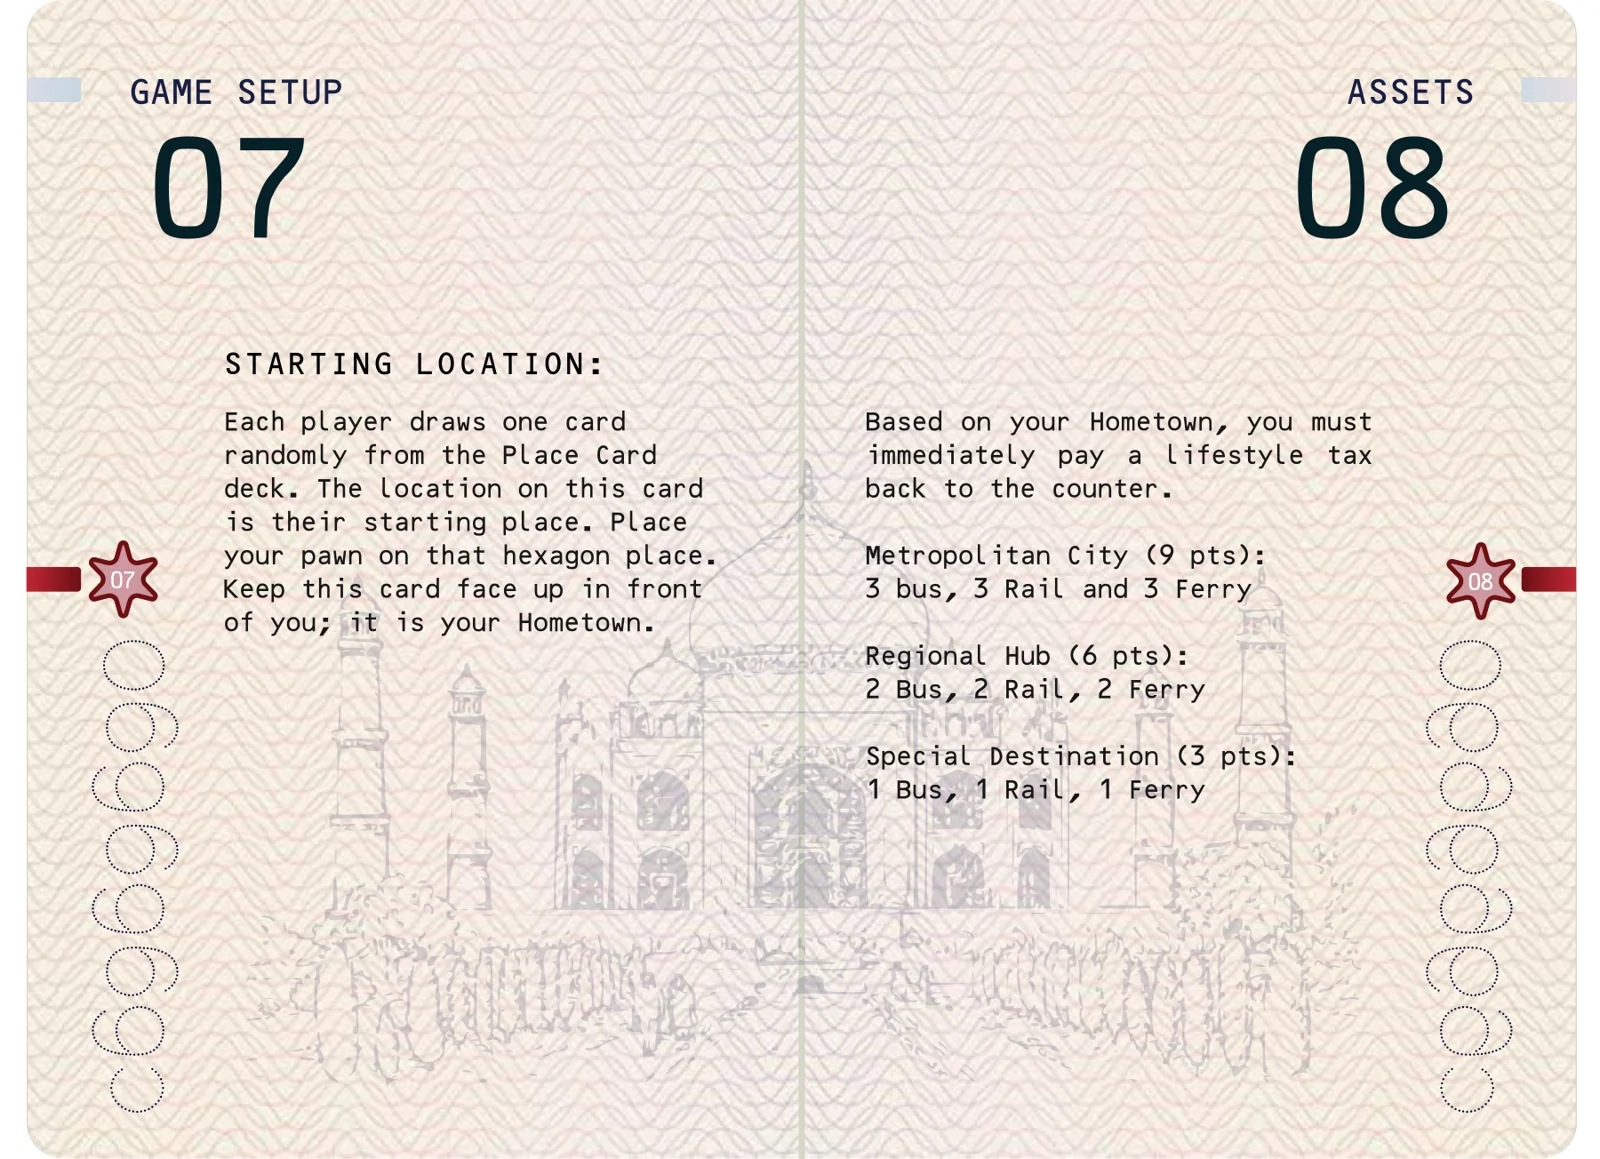 GAME SETUP
07
STARTING LOCATION:
Each player draws one card
randomly from the Place Card
deck. The location on this card
is their starting place. Place
your pawn on that hexagon place.
Keep this card face up in front
of you; it is your Hometown.
07
ASSETS
08
Based on your Hometown, you must
immediately pay a lifestyle tax
back to the counter.
Metropolitan City (9 pts):
3 bus, 3 Rail and 3 Ferry
Regional Hub (6 pts):
2 Bus, 2 Rail, 2 Ferry
Special Destination (3 pts):
1 Bus, 1 Rail, 1 Ferry
08